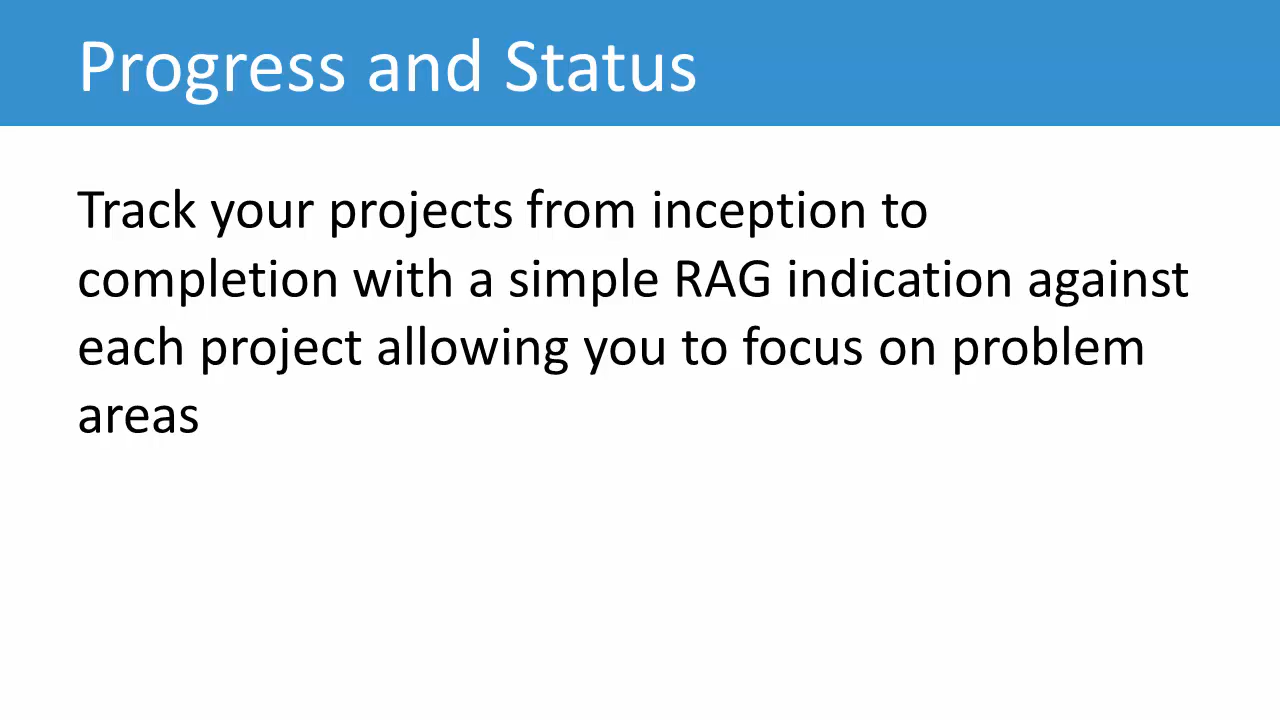 Progress and Status
Track your projects from inception to
completion with a simple RAG indication against
each project allowing you to focus on problem
areas